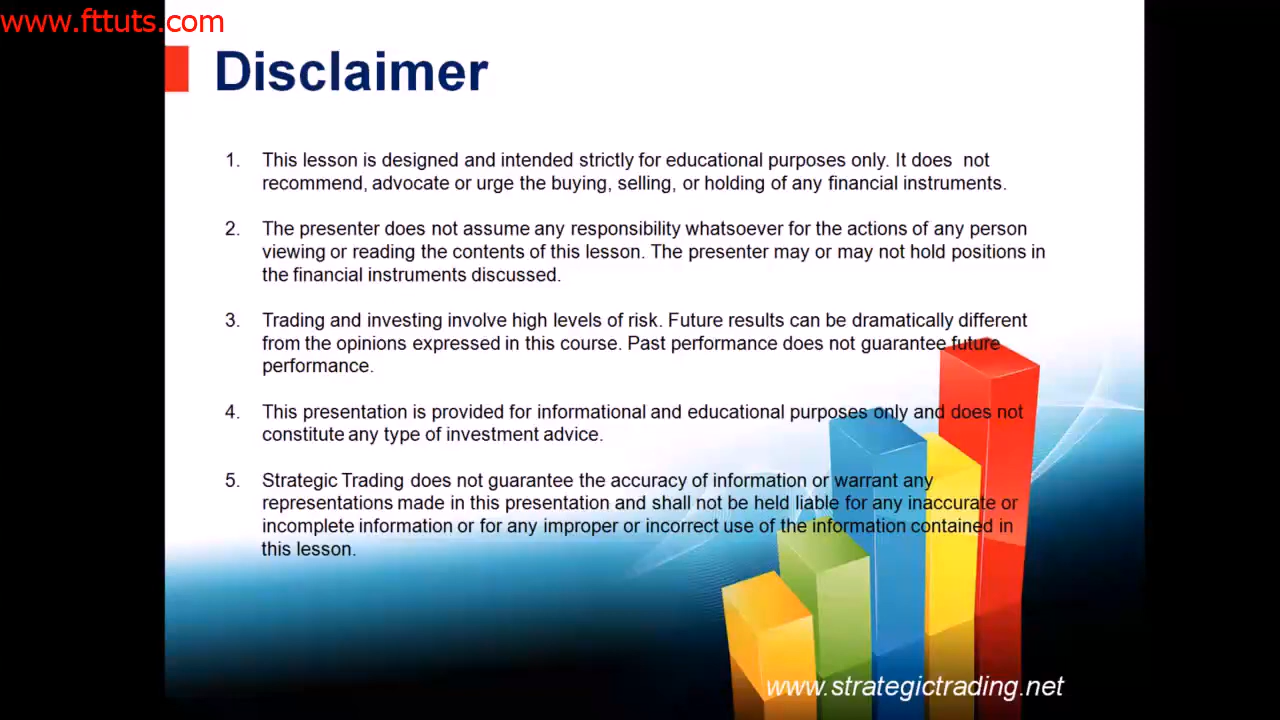 www.fttuts.com
Disclaimer
1. This lesson is designed and intended strictly for educational purposes only. It does not
recommend, advocate or urge the buying, selling, or holding of any financial instruments.
2. The presenter does not assume any responsibility whatsoever for the actions of any person
viewing or reading the contents of this lesson. The presenter may or may not hold positions in
the financial instruments discussed.
3. Trading and investing involve high levels of risk. Future results can be dramatically different
from the opinions expressed in this course. Past performance does not guarantee future
performance.
4. This presentation is provided for informational and educational purposes only and does not
constitute any type of investment advice.
5. Strategic Trading does not guarantee the accuracy of information or warrant any
representations made in this presentation and shall not be held liable for any inaccurate or
incomplete information or for any improper or incorrect use of the information contained in
this lesson.
www.strategictrading.net